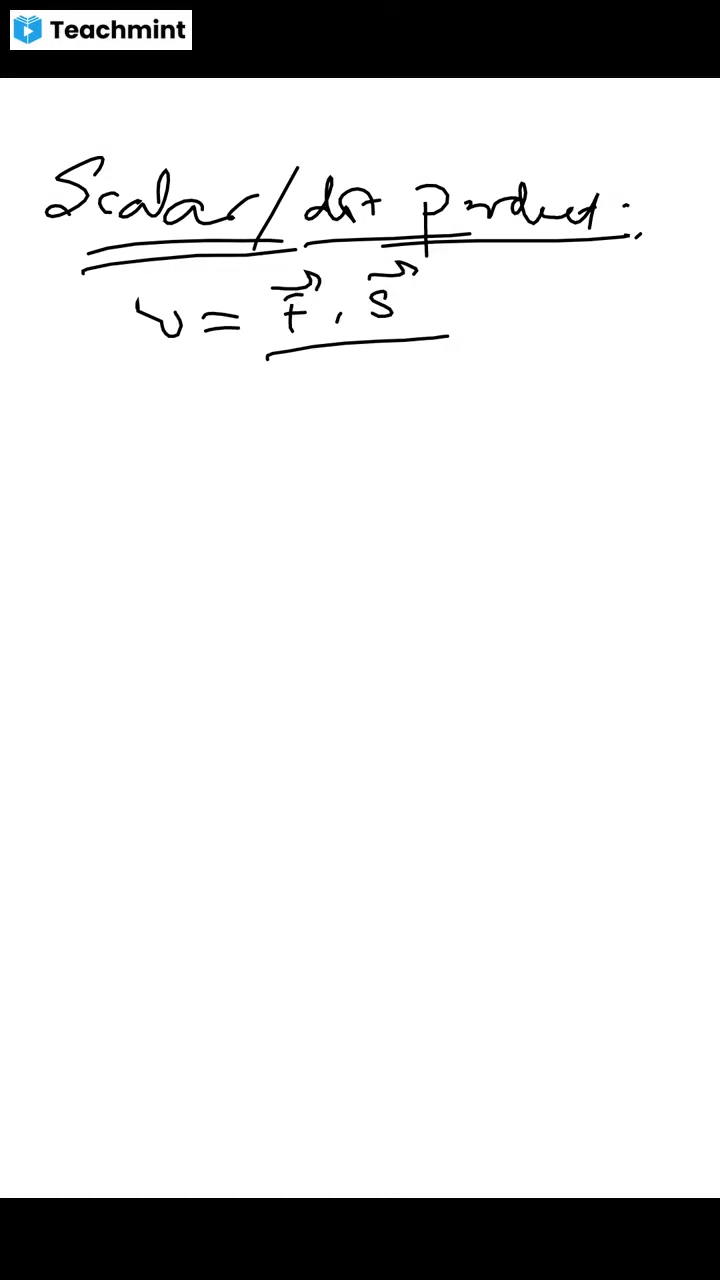 Teachmint
Scalar/dot product.
w = F⃗ . S⃗